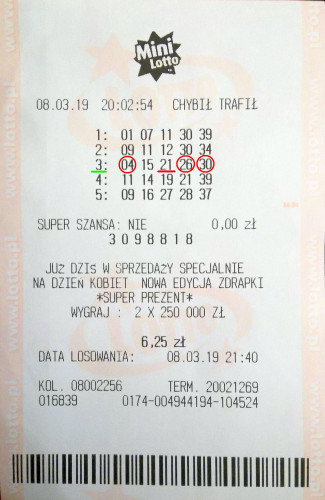 Mini
Lotto
08.03.19 20:02:54 CHYBIŁ TRAFIŁ
1: 01 07 11 30 39
2: 09 11 12 30 34
3: 04 15 21 26 30
4: 11 14 19 21 39
5: 09 16 27 28 37
SUPER SZANSA: NIE 0,00 zł
3098818
JUŻ DZIŚ W SPRZEDAŻY SPECJALNIE
NA DZIEŃ KOBIET NOWA EDYCJA ZDRAPKI
*SUPER PREZENT*
WYGRAJ : 2 X 250 000 ZŁ
6,25 zł
DATA LOSOWANIA: 08.03.19 21:40
KOL. 08002256 TERM. 20021269
016839 0174-004944194-104524
www.lotto.pl